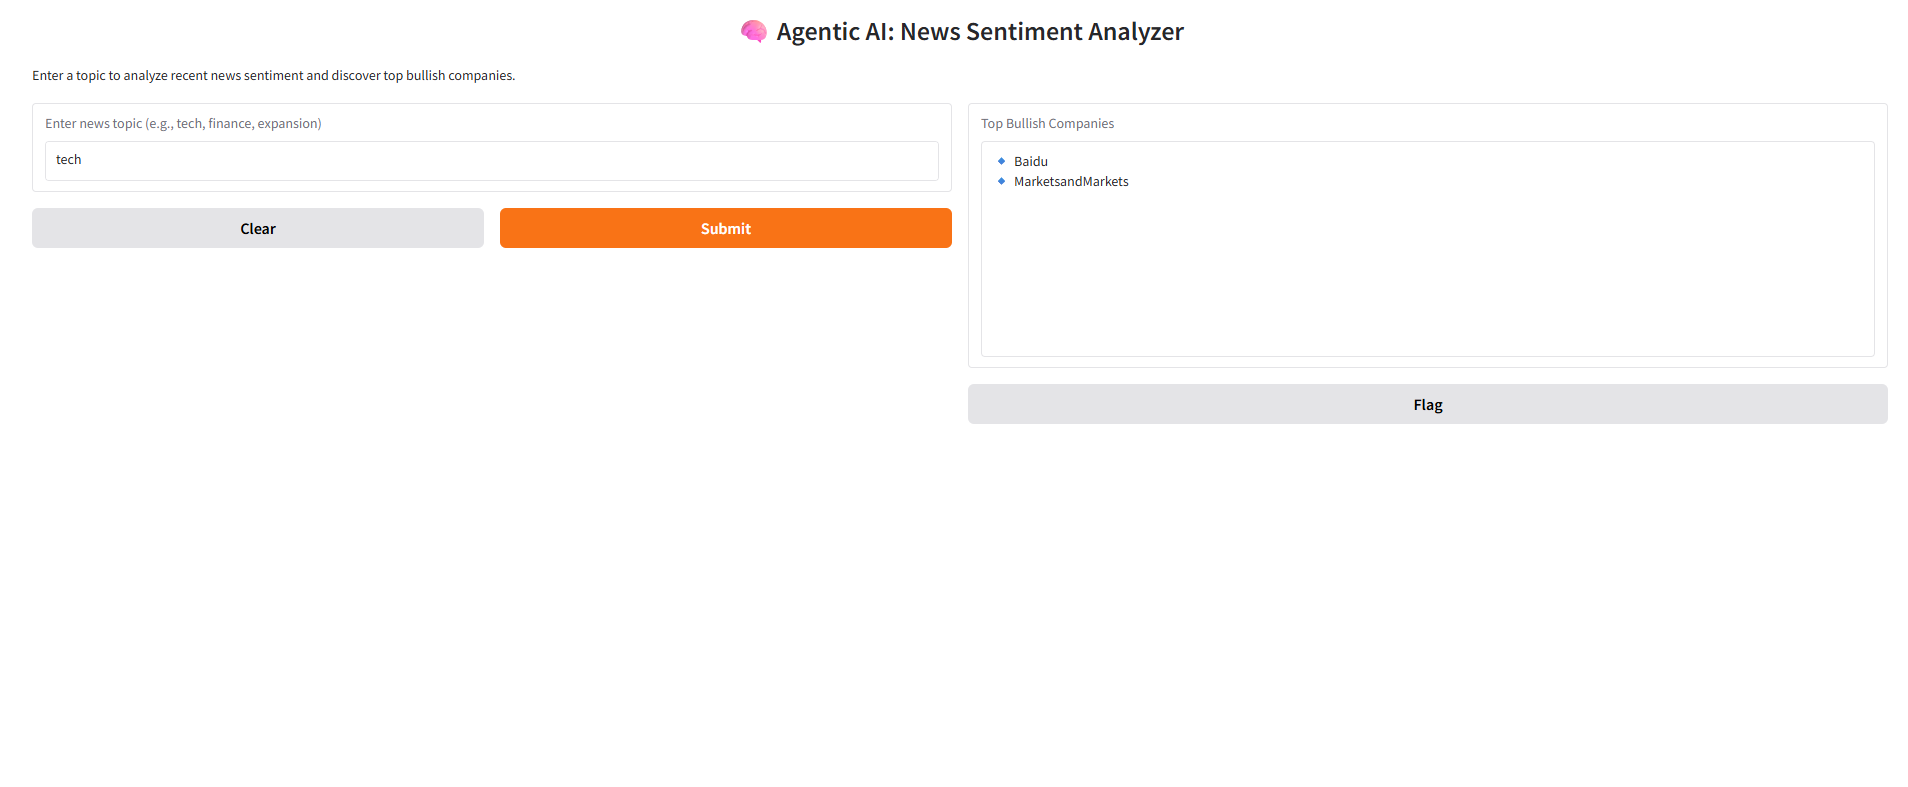 🧠 Agentic AI: News Sentiment Analyzer
Enter a topic to analyze recent news sentiment and discover top bullish companies.
Enter news topic (e.g., tech, finance, expansion)
tech
Clear
Submit
Top Bullish Companies
🔹 Baidu
🔹 MarketsandMarkets
Flag